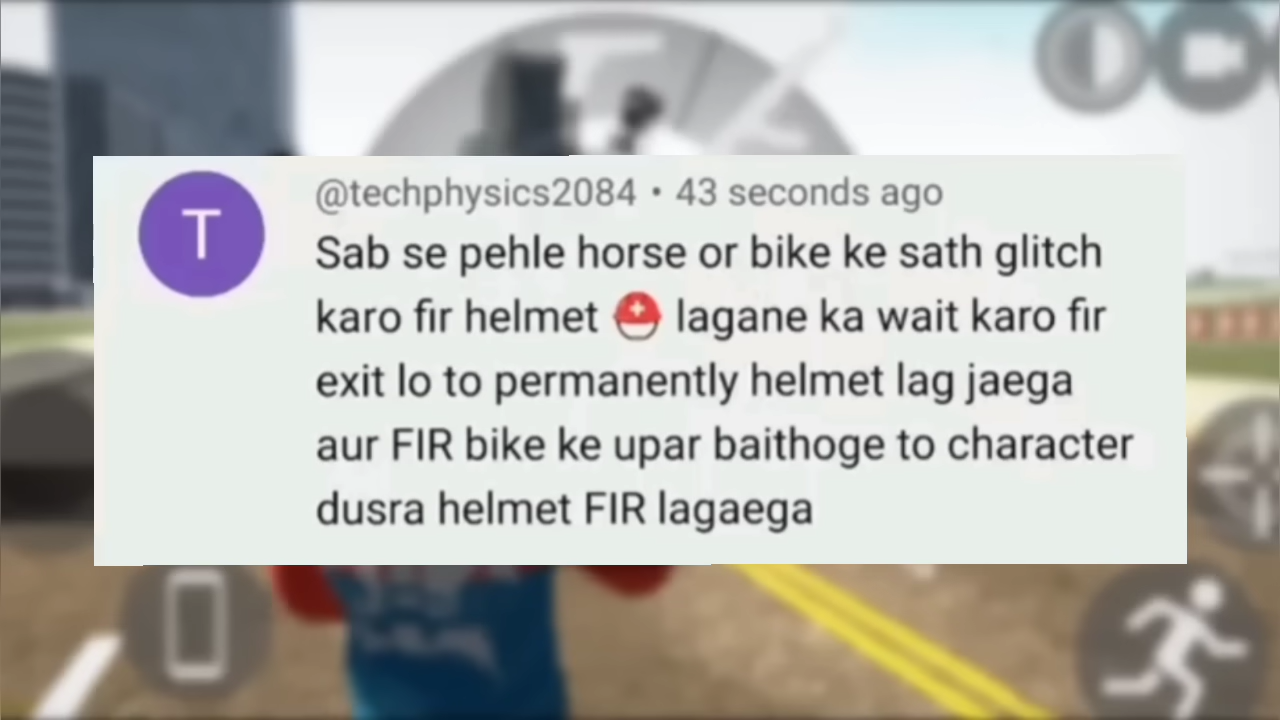 T
@techphysics2084 • 43 seconds ago
Sab se pehle horse or bike ke sath glitch
karo fir helmet ⛑️ lagane ka wait karo fir
exit lo to permanently helmet lag jaega
aur FIR bike ke upar baithoge to character
dusra helmet FIR lagaega